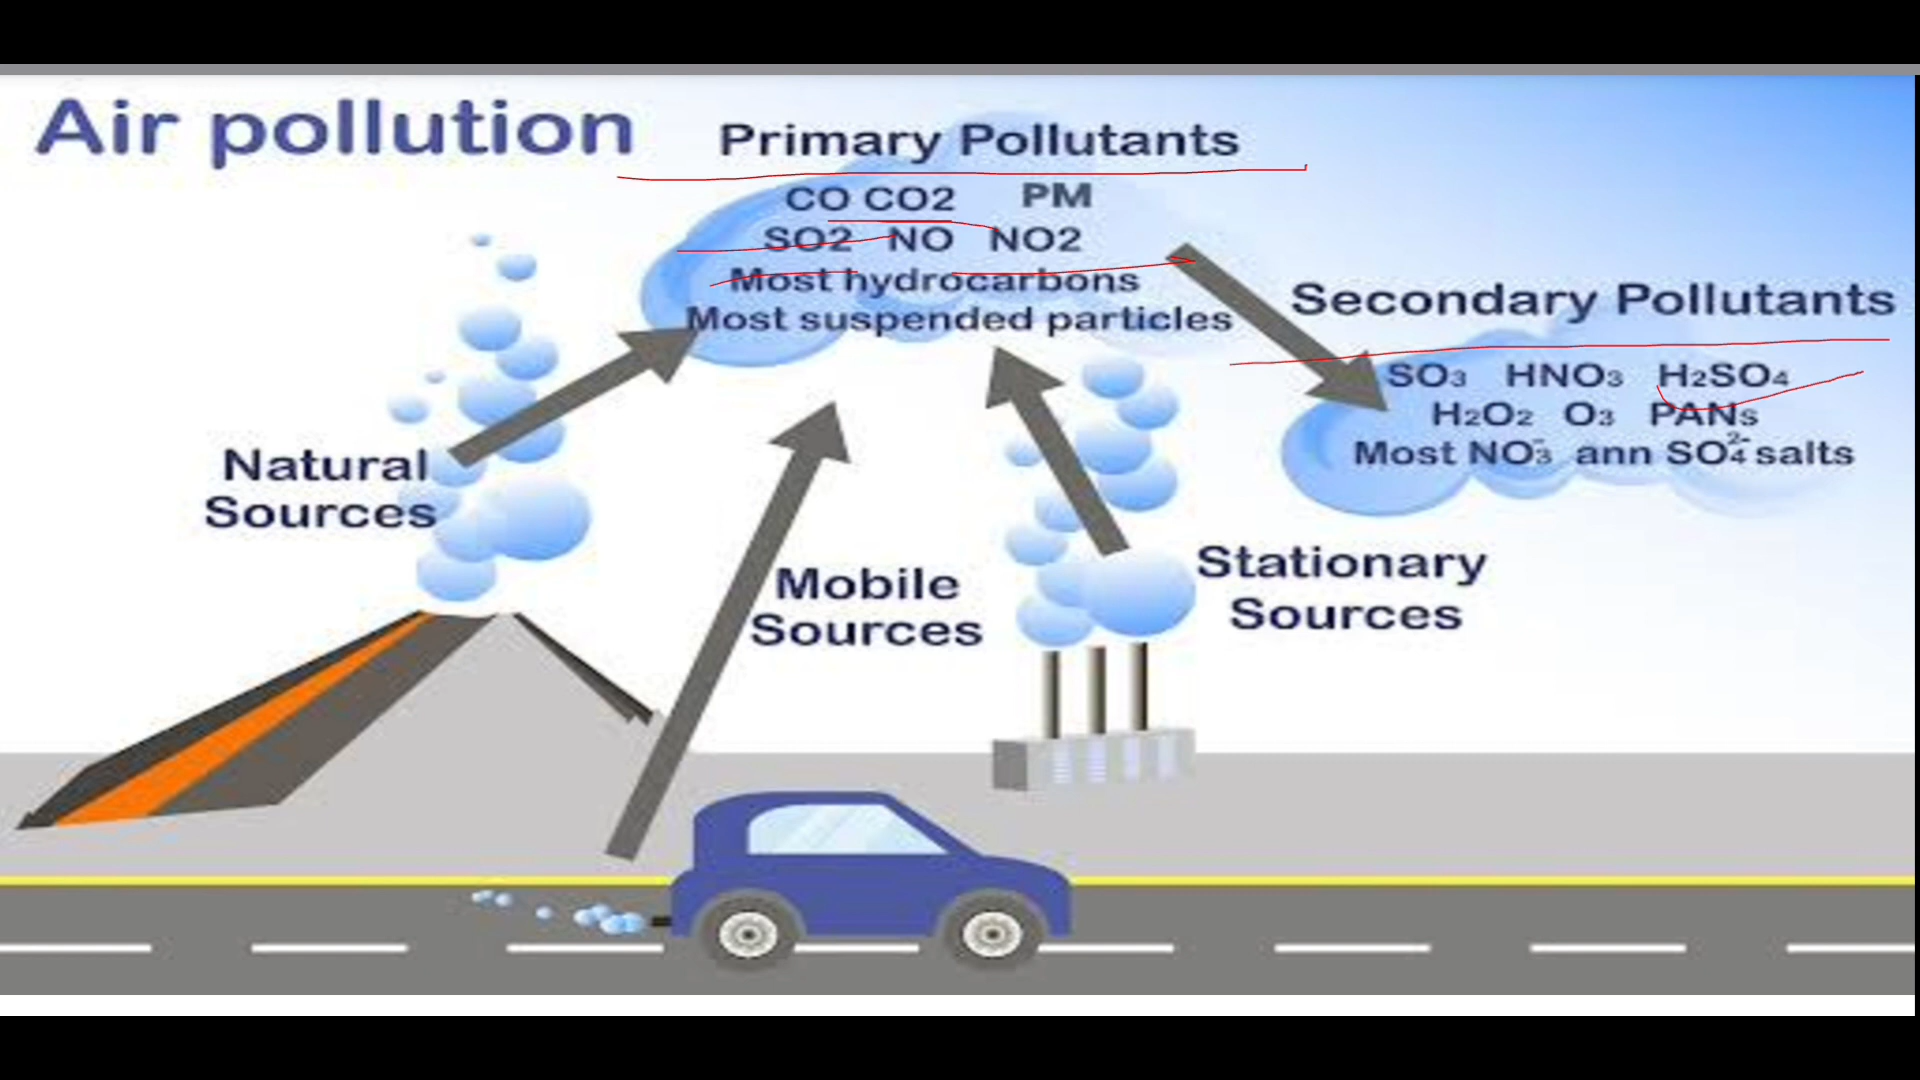 Air pollution
Primary Pollutants
CO CO2 PM
SO2 NO NO2
Most hydrocarbons
Most suspended particles
Secondary Pollutants
SO₃ HNO₃ H₂SO₄
H₂O₂ O₃ PANs
Most NO₃⁻ ann SO₄²⁻ salts
Natural
Sources
Mobile
Sources
Stationary
Sources